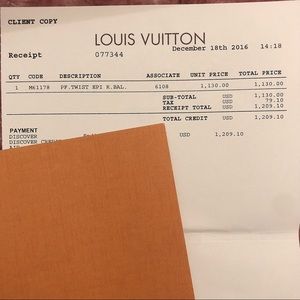 CLIENT COPY
LOUIS VUITTON
Receipt 077344 December 18th 2016 14:18
QTY CODE DESCRIPTION ASSOCIATE UNIT PRICE TOTAL PRICE
1 M61178 PF.TWIST EPI R.BAL. 6108 1,130.00 1,130.00
SUB-TOTAL USD 1,130.00
TAX USD 79.10
RECEIPT TOTAL USD 1,209.10
TOTAL CREDIT USD 1,209.10
PAYMENT
DISCOVER USD 1,209.10
DISCOVER CREDIT